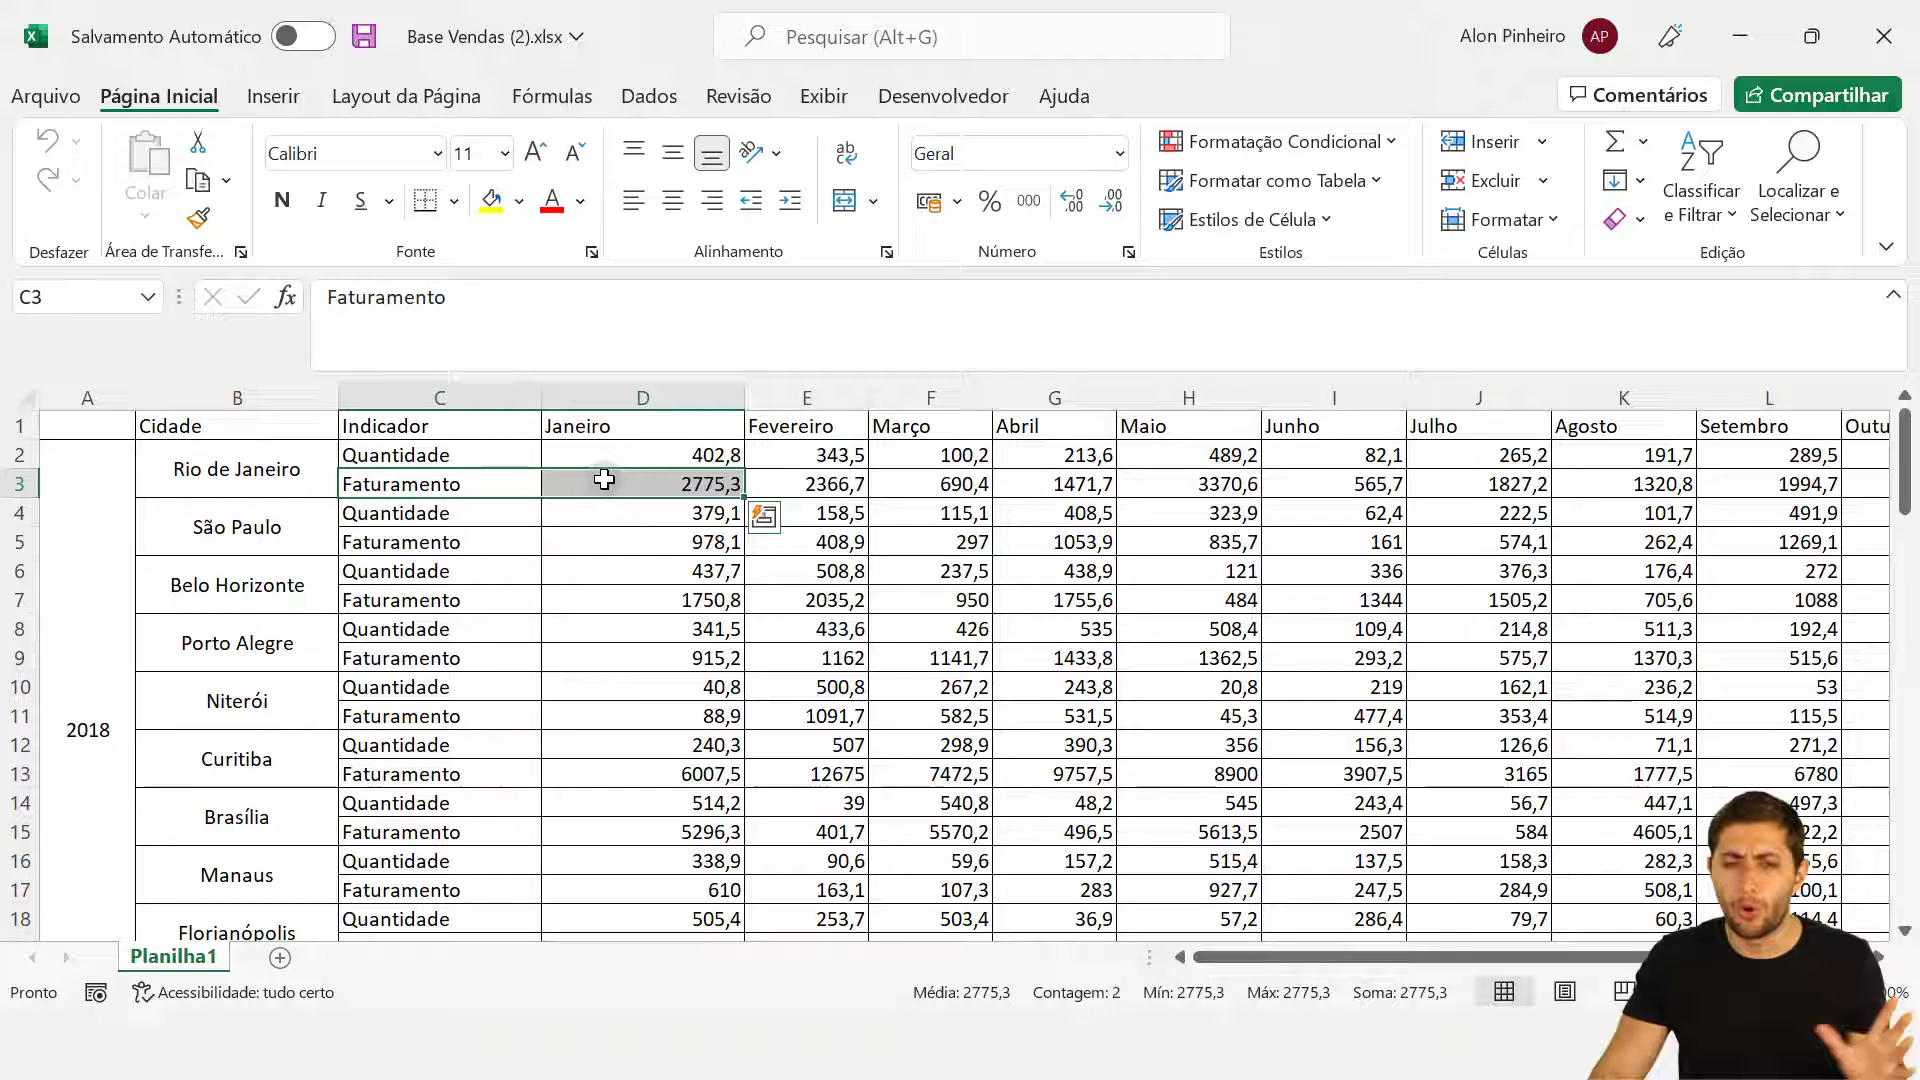 Salvamento Automático Base Vendas (2).xlsx Pesquisar (Alt+G) Alon Pinheiro AP
Arquivo Página Inicial Inserir Layout da Página Fórmulas Dados Revisão Exibir Desenvolvedor Ajuda Comentários Compartilhar
Colar Calibri 11 N I S Geral % 000 Formatação Condicional Formatar como Tabela Estilos de Célula Inserir Excluir Formatar Classificar e Filtrar Localizar e Selecionar
Desfazer Área de Transfe... Fonte Alinhamento Número Estilos Células Edição
C3 fx Faturamento
A B C D E F G H I J K L
1 Cidade Indicador Janeiro Fevereiro Março Abril Maio Junho Julho Agosto Setembro Outu
2 Rio de Janeiro Quantidade 402,8 343,5 100,2 213,6 489,2 82,1 265,2 191,7 289,5
3 Faturamento 2775,3 2366,7 690,4 1471,7 3370,6 565,7 1827,2 1320,8 1994,7
4 São Paulo Quantidade 379,1 158,5 115,1 408,5 323,9 62,4 222,5 101,7 491,9
5 Faturamento 978,1 408,9 297 1053,9 835,7 161 574,1 262,4 1269,1
6 Belo Horizonte Quantidade 437,7 508,8 237,5 438,9 121 336 376,3 176,4 272
7 Faturamento 1750,8 2035,2 950 1755,6 484 1344 1505,2 705,6 1088
8 Porto Alegre Quantidade 341,5 433,6 426 535 508,4 109,4 214,8 511,3 192,4
9 Faturamento 915,2 1162 1141,7 1433,8 1362,5 293,2 575,7 1370,3 515,6
10 Niterói Quantidade 40,8 500,8 267,2 243,8 20,8 219 162,1 236,2 53
11 Faturamento 88,9 1091,7 582,5 531,5 45,3 477,4 353,4 514,9 115,5
2018
12 Curitiba Quantidade 240,3 507 298,9 390,3 356 156,3 126,6 71,1 271,2
13 Faturamento 6007,5 12675 7472,5 9757,5 8900 3907,5 3165 1777,5 6780
14 Brasília Quantidade 514,2 39 540,8 48,2 545 243,4 56,7 447,1 497,3
15 Faturamento 5296,3 401,7 5570,2 496,5 5613,5 2507 584 4605,1 22,2
16 Manaus Quantidade 338,9 90,6 59,6 157,2 515,4 137,5 158,3 282,3 5,6
17 Faturamento 610 163,1 107,3 283 927,7 247,5 284,9 508,1 00,1
18 Florianópolis Quantidade 505,4 253,7 503,4 36,9 57,2 286,4 79,7 60,3
Planilha1
Pronto Acessibilidade: tudo certo Média: 2775,3 Contagem: 2 Mín: 2775,3 Máx: 2775,3 Soma: 2775,3